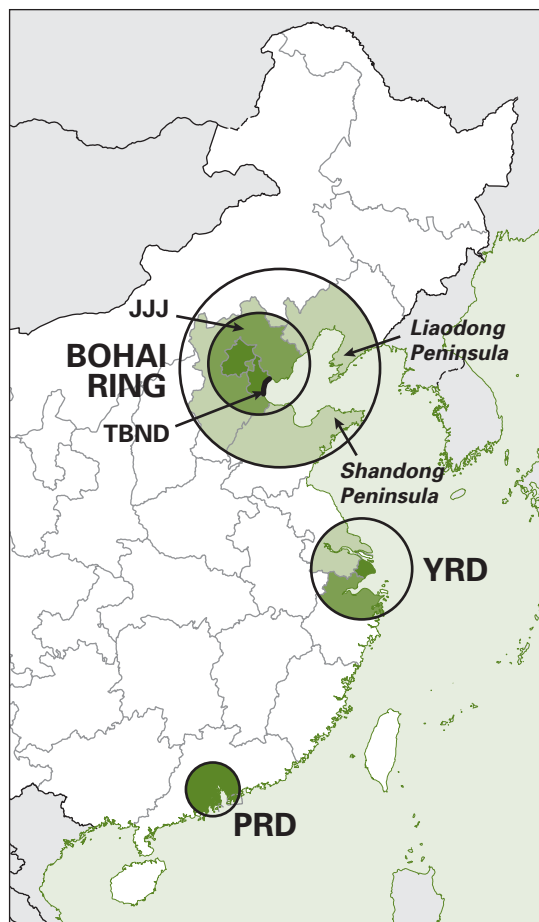 JJJ
BOHAI
RING
TBND
Liaodong
Peninsula
Shandong
Peninsula
YRD
PRD